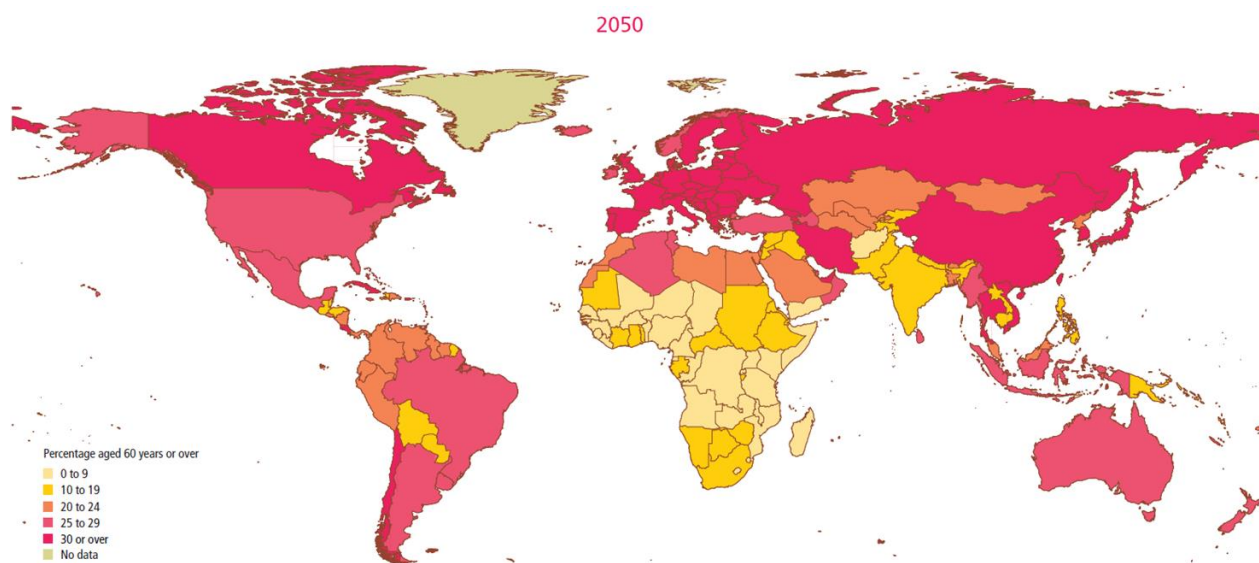 2050
Percentage aged 60 years or over
0 to 9
10 to 19
20 to 24
25 to 29
30 or over
No data